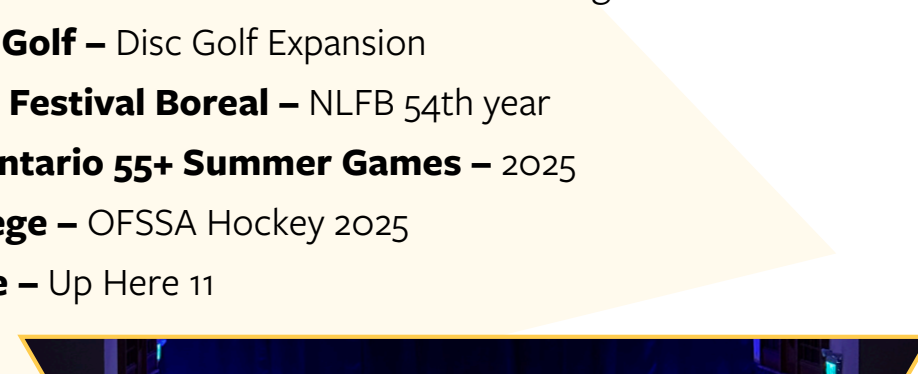 Golf – Disc Golf Expansion
Festival Boreal – NLFB 54th year
ntario 55+ Summer Games – 2025
ege – OFSSA Hockey 2025
e – Up Here 11